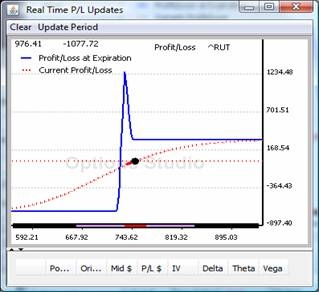 Real Time P/L Updates
Clear Update Period
976.41 -1077.72 Profit/Loss ^RUT
Profit/Loss at Expiration
Current Profit/Loss
1234.48
701.51
168.54
-364.43
-897.40
Options Studio
592.21 667.92 743.62 819.32 895.03
Po... Ori... Mid $ P/L $ IV Delta Theta Vega